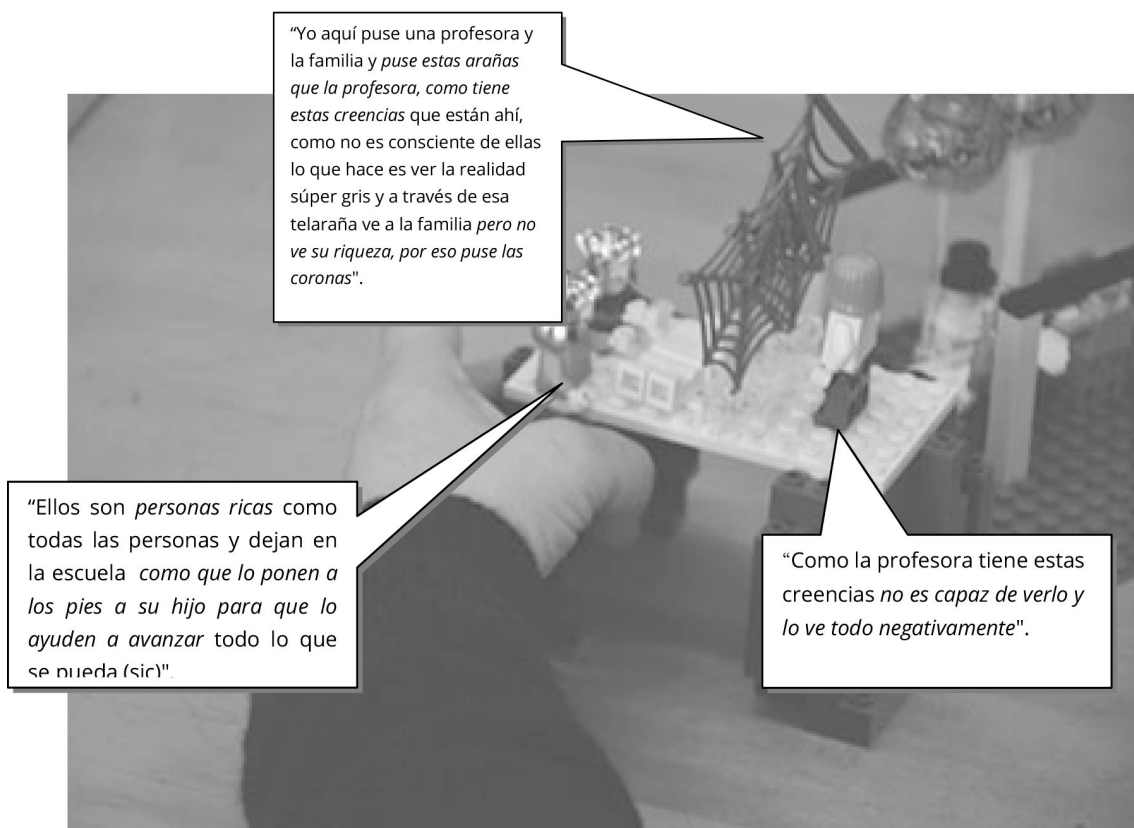 “Yo aquí puse una profesora y
la familia y puse estas arañas
que la profesora, como tiene
estas creencias que están ahí,
como no es consciente de ellas
lo que hace es ver la realidad
súper gris y a través de esa
telaraña ve a la familia pero no
ve su riqueza, por eso puse las
coronas".
“Ellos son personas ricas como
todas las personas y dejan en
la escuela como que lo ponen a
los pies a su hijo para que lo
ayuden a avanzar todo lo que
se pueda (sic)".
“Como la profesora tiene estas
creencias no es capaz de verlo y
lo ve todo negativamente".